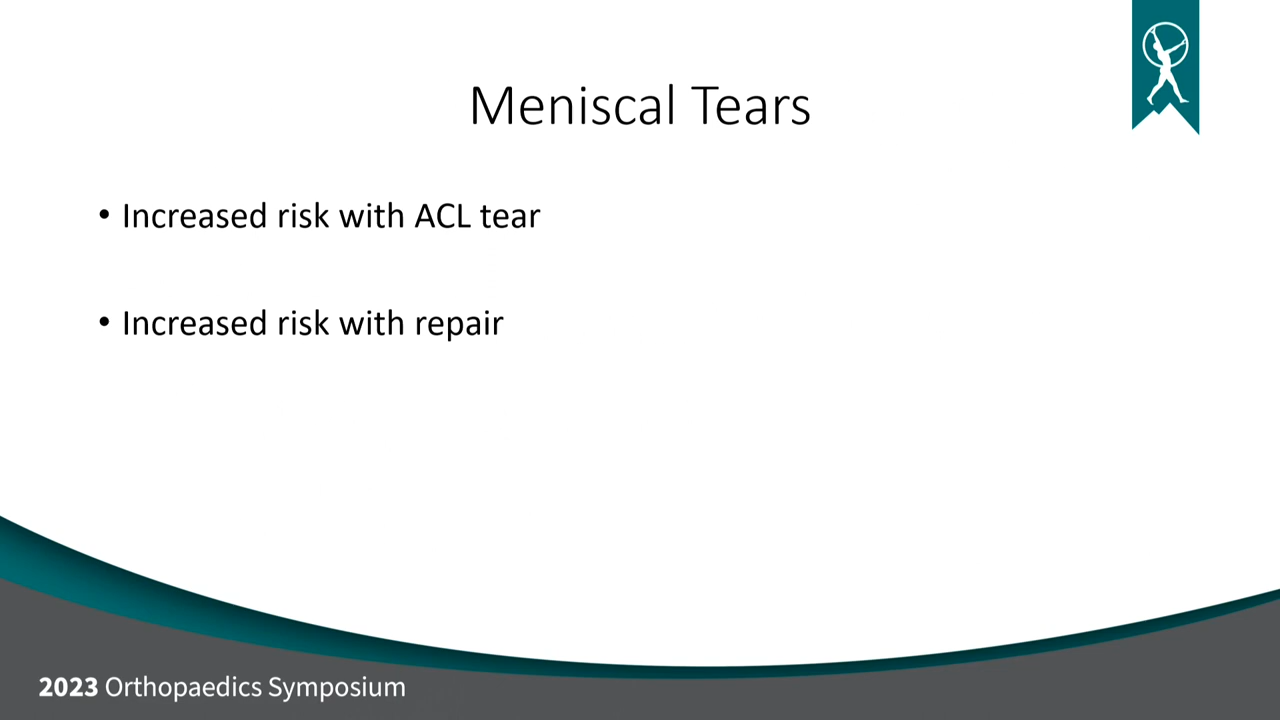 Meniscal Tears
• Increased risk with ACL tear
• Increased risk with repair
2023 Orthopaedics Symposium